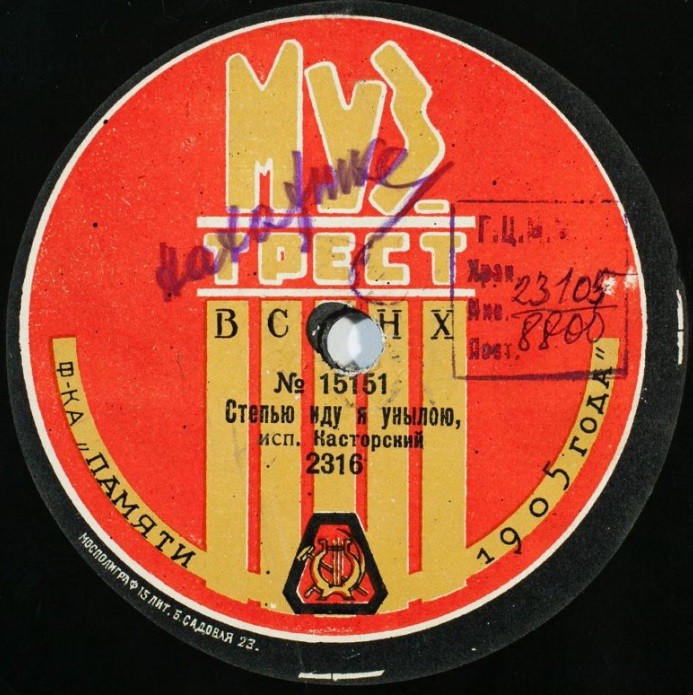 МУЗ
ТРЕСТ
ВСНХ
№ 15151
Степью иду я унылою,
исп. Касторский
2316
Ф-КА „ПАМЯТИ 1905 ГОДА"
МОСПОЛИГРАФ 15 ЛИТ. Б. САДОВАЯ 23.
Г.Ц.М.
Хран.
Инв. 23105
Пост. 8800